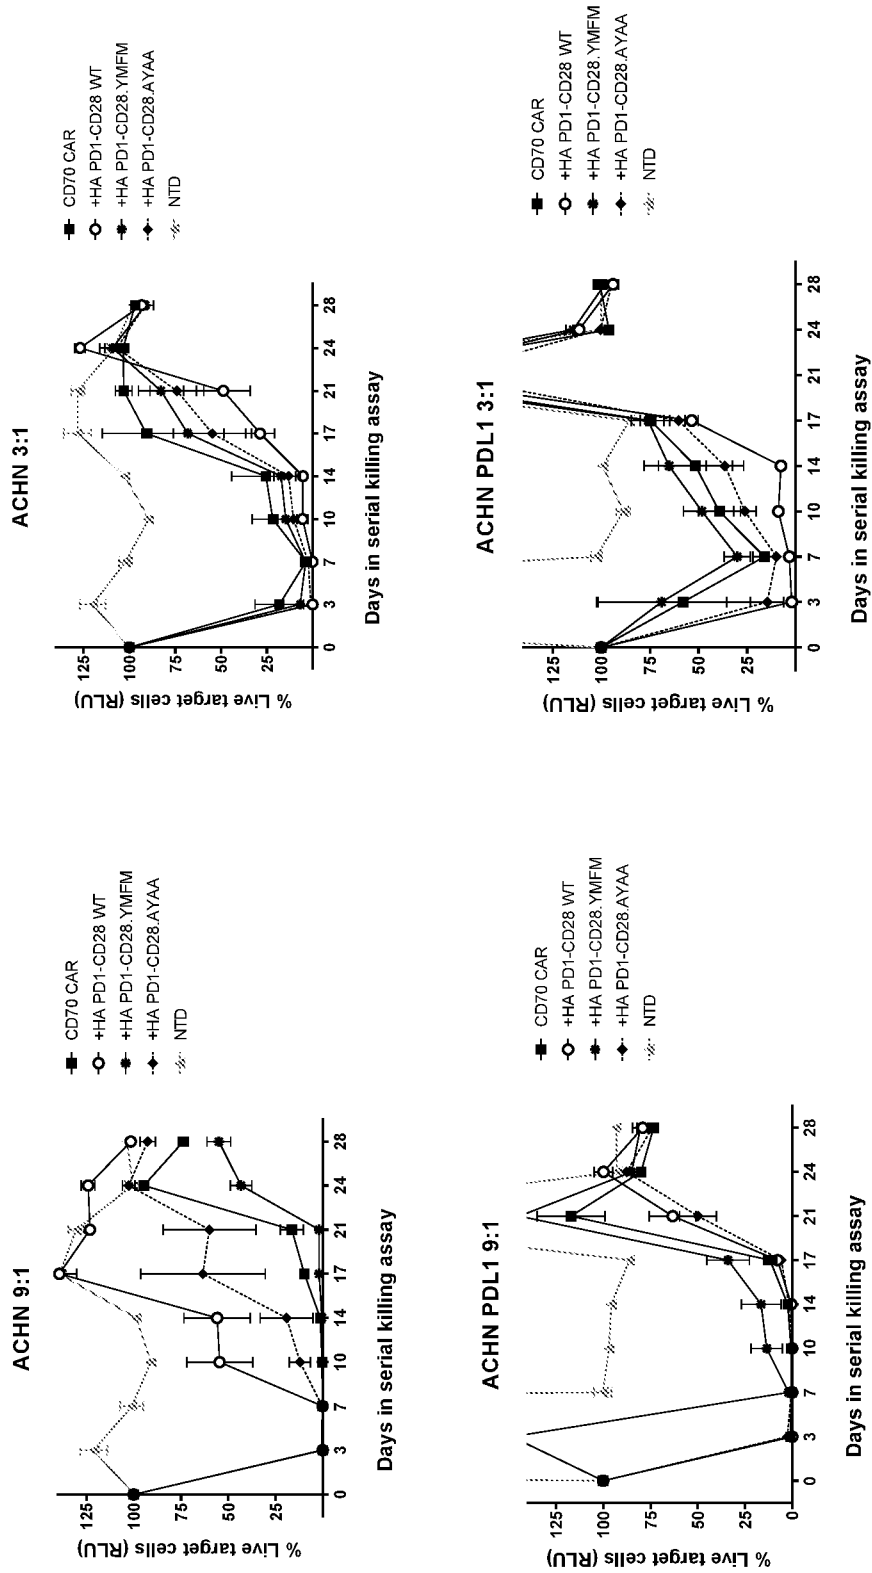 ACHN 9:1
% Live target cells (RLU)
125
100
75
50
25
0 3 7 10 14 17 21 24 28
Days in serial killing assay
CD70 CAR
+HA PD1-CD28 WT
+HA PD1-CD28.YMFM
+HA PD1-CD28.AYAA
NTD
ACHN 3:1
% Live target cells (RLU)
125
100
75
50
25
0 3 7 10 14 17 21 24 28
Days in serial killing assay
CD70 CAR
+HA PD1-CD28 WT
+HA PD1-CD28.YMFM
+HA PD1-CD28.AYAA
NTD
ACHN PDL1 9:1
% Live target cells (RLU)
125
100
75
50
25
0
0 3 7 10 14 17 21 24 28
Days in serial killing assay
CD70 CAR
+HA PD1-CD28 WT
+HA PD1-CD28.YMFM
+HA PD1-CD28.AYAA
NTD
ACHN PDL1 3:1
% Live target cells (RLU)
125
100
75
50
25
0 3 7 10 14 17 21 24 28
Days in serial killing assay
CD70 CAR
+HA PD1-CD28 WT
+HA PD1-CD28.YMFM
+HA PD1-CD28.AYAA
NTD